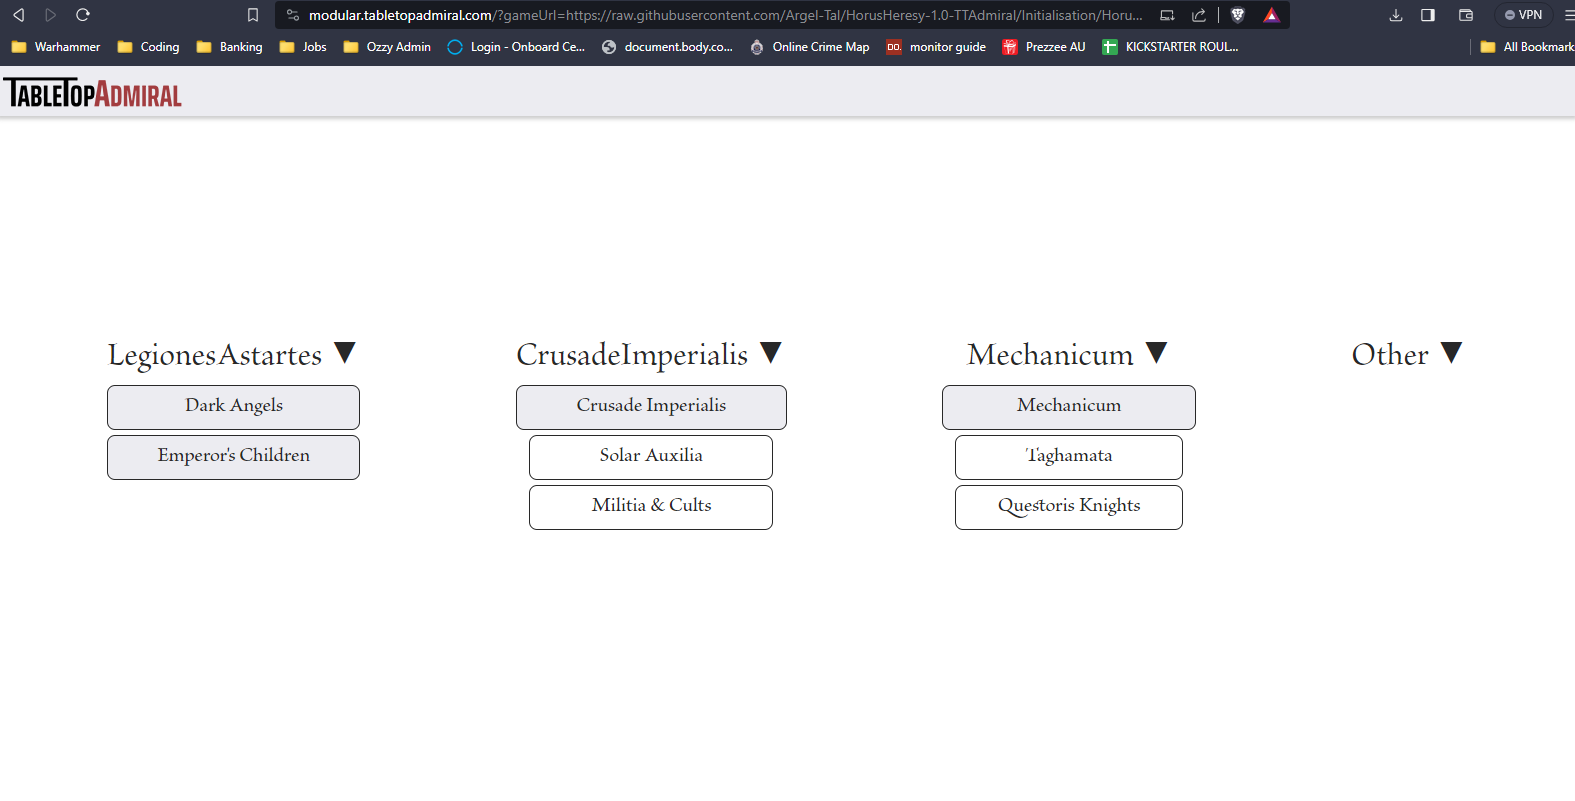 modular.tabletopadmiral.com/?gameUrl=https://raw.githubusercontent.com/Argel-Tal/HorusHeresy-1.0-TTAdmiral/Initialisation/Horu...
VPN
Warhammer Coding Banking Jobs Ozzy Admin Login - Onboard Ce... document.body.co... Online Crime Map DO. monitor guide Prezzee AU KICKSTARTER ROUL... All Bookmark
TABLETOPADMIRAL
LegionesAstartes ▼
Dark Angels
Emperor's Children
CrusadeImperialis ▼
Crusade Imperialis
Solar Auxilia
Militia & Cults
Mechanicum ▼
Mechanicum
Taghamata
Questoris Knights
Other ▼